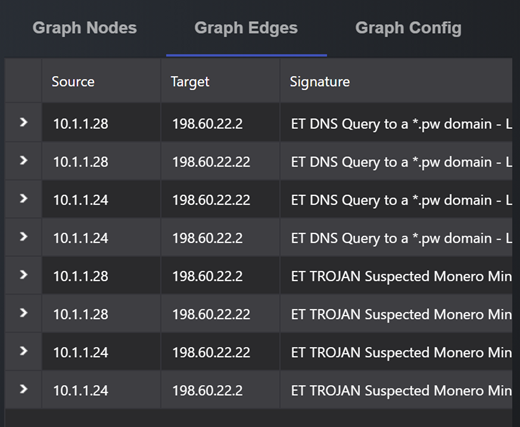 Graph Nodes Graph Edges Graph Config
Source Target Signature
10.1.1.28 198.60.22.2 ET DNS Query to a *.pw domain - L
10.1.1.28 198.60.22.22 ET DNS Query to a *.pw domain - L
10.1.1.24 198.60.22.22 ET DNS Query to a *.pw domain - L
10.1.1.24 198.60.22.2 ET DNS Query to a *.pw domain - L
10.1.1.28 198.60.22.2 ET TROJAN Suspected Monero Min
10.1.1.28 198.60.22.22 ET TROJAN Suspected Monero Min
10.1.1.24 198.60.22.22 ET TROJAN Suspected Monero Min
10.1.1.24 198.60.22.2 ET TROJAN Suspected Monero Min